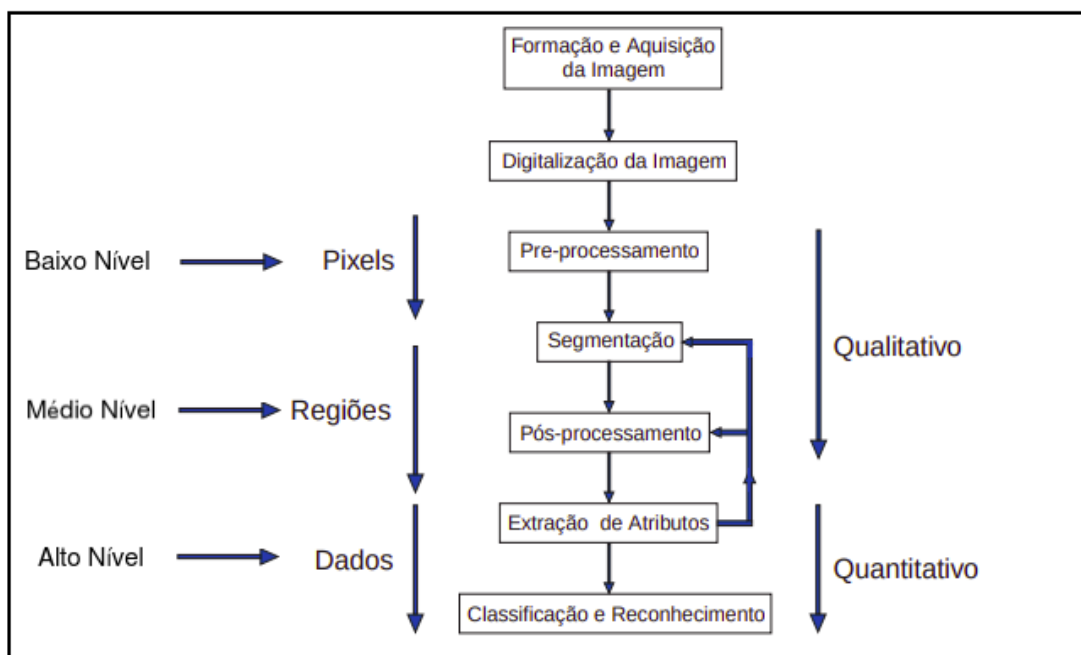 Formação e Aquisição
da Imagem
Digitalização da Imagem
Baixo Nível
Pixels
Pre-processamento
Segmentação
Qualitativo
Médio Nível
Regiões
Pós-processamento
Extração de Atributos
Alto Nível
Dados
Quantitativo
Classificação e Reconhecimento